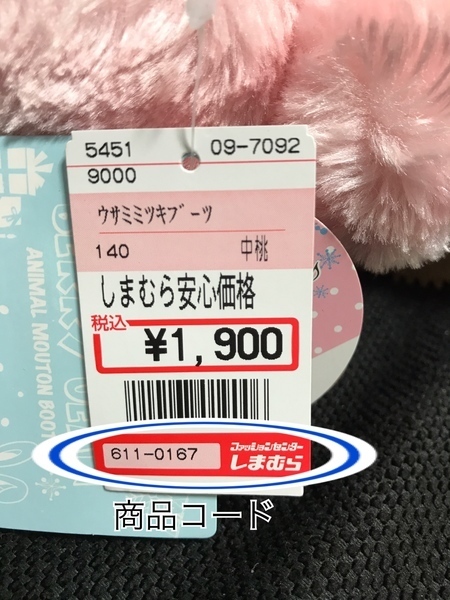 5451 09-7092
9000
ウサミミツキブーツ
140 中桃
しまむら安心価格
税込
¥1,900
611-0167
ファッションセンター
しまむら
商品コード
ANIMAL MOUTON BOO